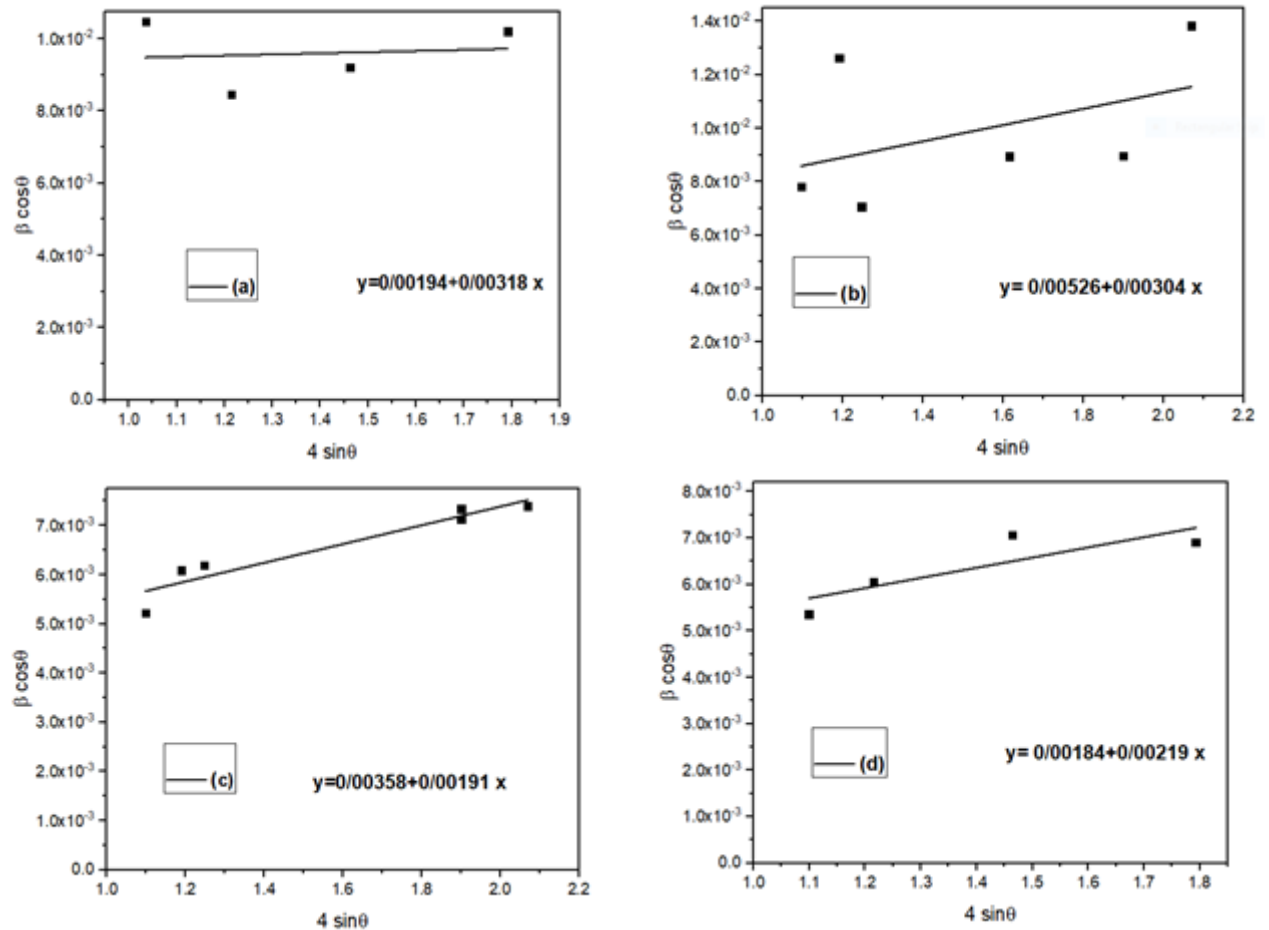 1.0x10-2
8.0x10-3
6.0x10-3
4.0x10-3
2.0x10-3
0.0
β cosθ
(a)
y=0/00194+0/00318 x
1.0 1.1 1.2 1.3 1.4 1.5 1.6 1.7 1.8 1.9
4 sinθ
1.4x10-2
1.2x10-2
1.0x10-2
8.0x10-3
6.0x10-3
4.0x10-3
2.0x10-3
0.0
β cosθ
(b)
y= 0/00526+0/00304 x
1.0 1.2 1.4 1.6 1.8 2.0 2.2
4 sinθ
7.0x10-3
6.0x10-3
5.0x10-3
4.0x10-3
3.0x10-3
2.0x10-3
1.0x10-3
0.0
β cosθ
(c)
y=0/00358+0/00191 x
1.0 1.2 1.4 1.6 1.8 2.0 2.2
4 sinθ
8.0x10-3
7.0x10-3
6.0x10-3
5.0x10-3
4.0x10-3
3.0x10-3
2.0x10-3
1.0x10-3
0.0
β cosθ
(d)
y= 0/00184+0/00219 x
1.0 1.1 1.2 1.3 1.4 1.5 1.6 1.7 1.8
4 sinθ